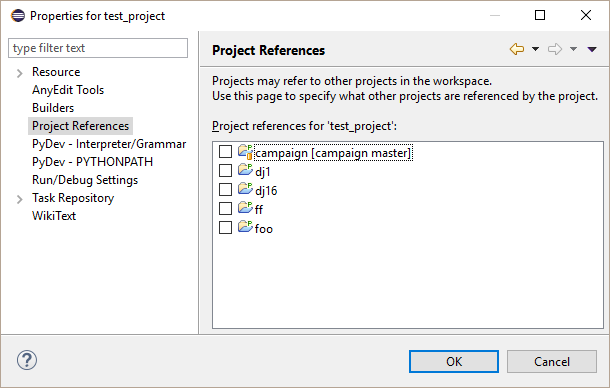 Properties for test_project
type filter text
Resource
AnyEdit Tools
Builders
Project References
PyDev - Interpreter/Grammar
PyDev - PYTHONPATH
Run/Debug Settings
Task Repository
WikiText
Project References
Projects may refer to other projects in the workspace.
Use this page to specify what other projects are referenced by the project.
Project references for 'test_project':
campaign [campaign master]
dj1
dj16
ff
foo
?
OK
Cancel